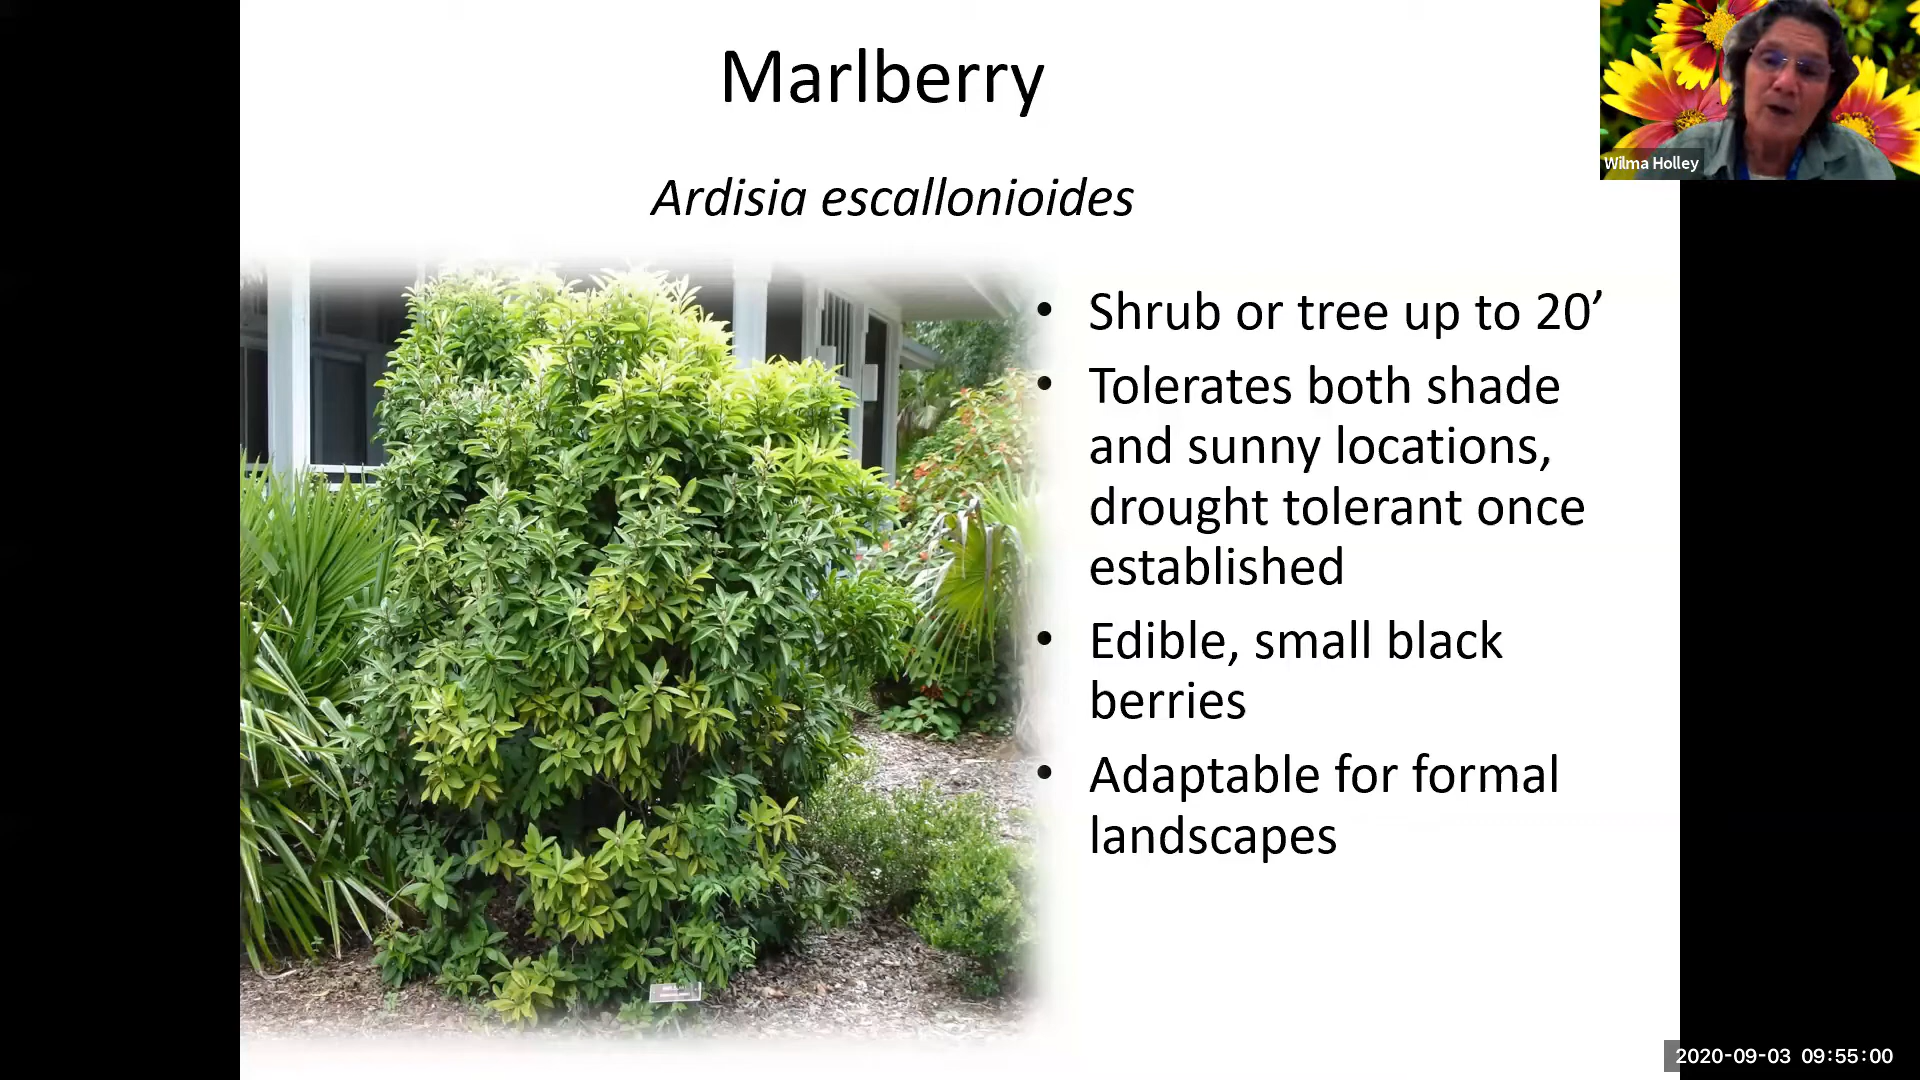 Marlberry
Wilma Holley
Ardisia escallonioides
• Shrub or tree up to 20’
• Tolerates both shade
and sunny locations,
drought tolerant once
established
• Edible, small black
berries
• Adaptable for formal
landscapes
2020-09-03 09:55:00